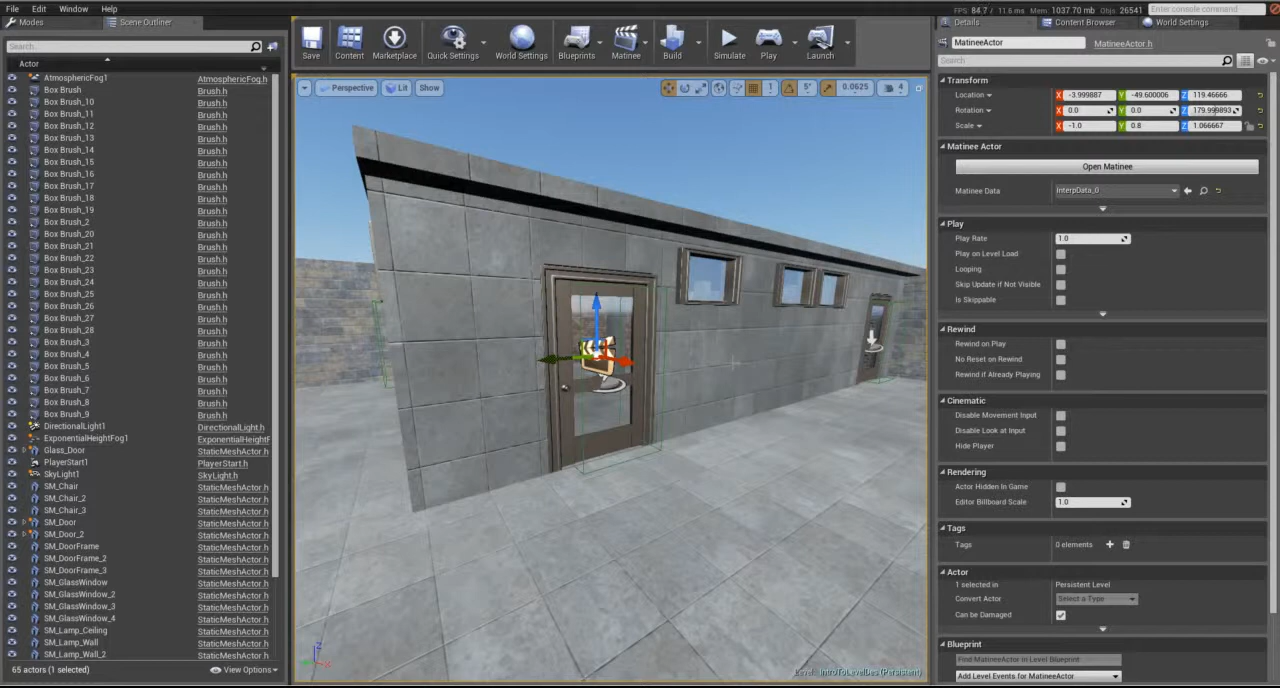 File Edit Window Help
FPS: 84.7 / 11.6 ms Mem: 1037.70 mb Objs: 26541 Enter console command
Modes Scene Outliner
Details Content Browser World Settings
Search...
Actor
AtmosphericFog1 AtmosphericFog.h
Box Brush Brush.h
Box Brush_10 Brush.h
Box Brush_11 Brush.h
Box Brush_12 Brush.h
Box Brush_13 Brush.h
Box Brush_14 Brush.h
Box Brush_15 Brush.h
Box Brush_16 Brush.h
Box Brush_17 Brush.h
Box Brush_18 Brush.h
Box Brush_19 Brush.h
Box Brush_2 Brush.h
Box Brush_20 Brush.h
Box Brush_21 Brush.h
Box Brush_22 Brush.h
Box Brush_23 Brush.h
Box Brush_24 Brush.h
Box Brush_25 Brush.h
Box Brush_26 Brush.h
Box Brush_27 Brush.h
Box Brush_28 Brush.h
Box Brush_3 Brush.h
Box Brush_4 Brush.h
Box Brush_5 Brush.h
Box Brush_6 Brush.h
Box Brush_7 Brush.h
Box Brush_8 Brush.h
Box Brush_9 Brush.h
DirectionalLight1 DirectionalLight.h
ExponentialHeightFog1 ExponentialHeightF
Glass_Door StaticMeshActor.h
PlayerStart1 PlayerStart.h
SkyLight1 SkyLight.h
SM_Chair StaticMeshActor.h
SM_Chair_2 StaticMeshActor.h
SM_Chair_3 StaticMeshActor.h
SM_Door StaticMeshActor.h
SM_Door_2 StaticMeshActor.h
SM_DoorFrame StaticMeshActor.h
SM_DoorFrame_2 StaticMeshActor.h
SM_DoorFrame_3 StaticMeshActor.h
SM_GlassWindow StaticMeshActor.h
SM_GlassWindow_2 StaticMeshActor.h
SM_GlassWindow_3 StaticMeshActor.h
SM_GlassWindow_4 StaticMeshActor.h
SM_Lamp_Ceiling StaticMeshActor.h
SM_Lamp_Wall StaticMeshActor.h
SM_Lamp_Wall_2 StaticMeshActor.h
65 actors (1 selected) View Options
Save Content Marketplace Quick Settings World Settings Blueprints Matinee Build Simulate Play Launch
Perspective Lit Show 1 5° 0.0625 4
Z
X
Level: IntroToLevelDes (Persistent)
MatineeActor MatineeActor.h
Search
Transform
Location X -3.999887 Y -49.600006 Z 119.46666
Rotation X 0.0 Y 0.0 Z 179.999893
Scale X -1.0 Y 0.8 Z 1.066667
Matinee Actor
Open Matinee
Matinee Data InterpData_0
Play
Play Rate 1.0
Play on Level Load
Looping
Skip Update if Not Visible
Is Skippable
Rewind
Rewind on Play
No Reset on Rewind
Rewind if Already Playing
Cinematic
Disable Movement Input
Disable Look at Input
Hide Player
Rendering
Actor Hidden In Game
Editor Billboard Scale 1.0
Tags
Tags 0 elements
Actor
1 selected in Persistent Level
Convert Actor Select a Type
Can be Damaged
Blueprint
Find MatineeActor in Level Blueprint
Add Level Events for MatineeActor